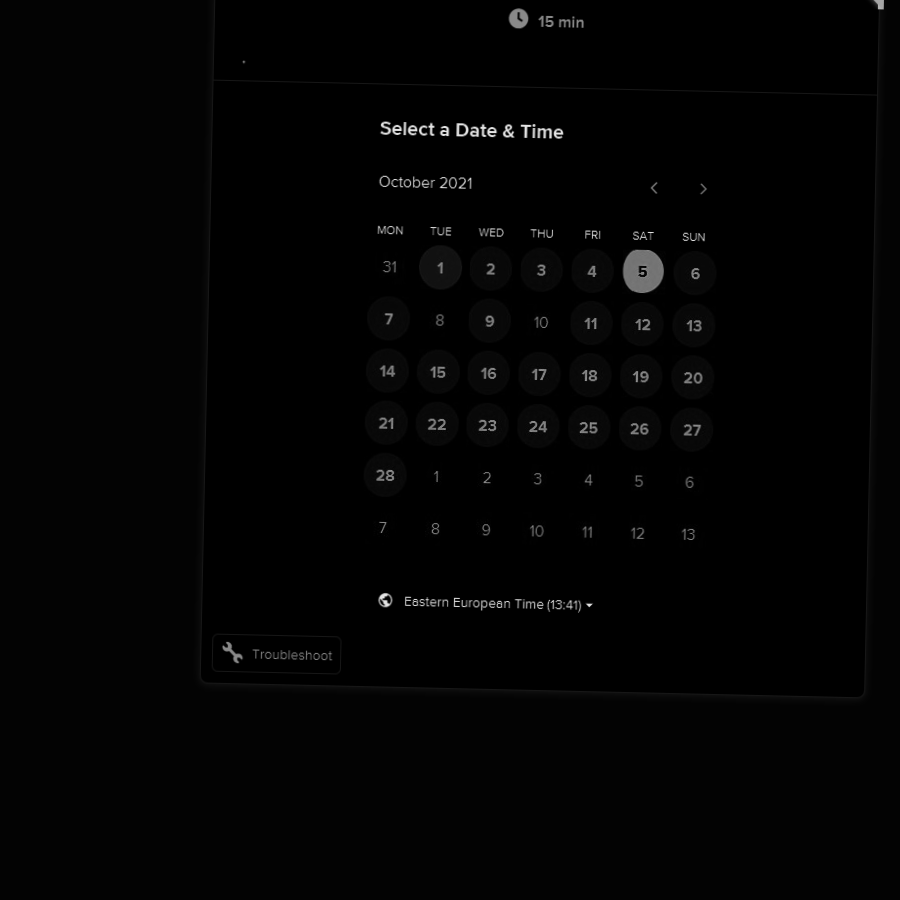 15 min
.
Select a Date & Time
October 2021
MON TUE WED THU FRI SAT SUN
31 1 2 3 4 5 6
7 8 9 10 11 12 13
14 15 16 17 18 19 20
21 22 23 24 25 26 27
28 1 2 3 4 5 6
7 8 9 10 11 12 13
Eastern European Time (13:41)
Troubleshoot